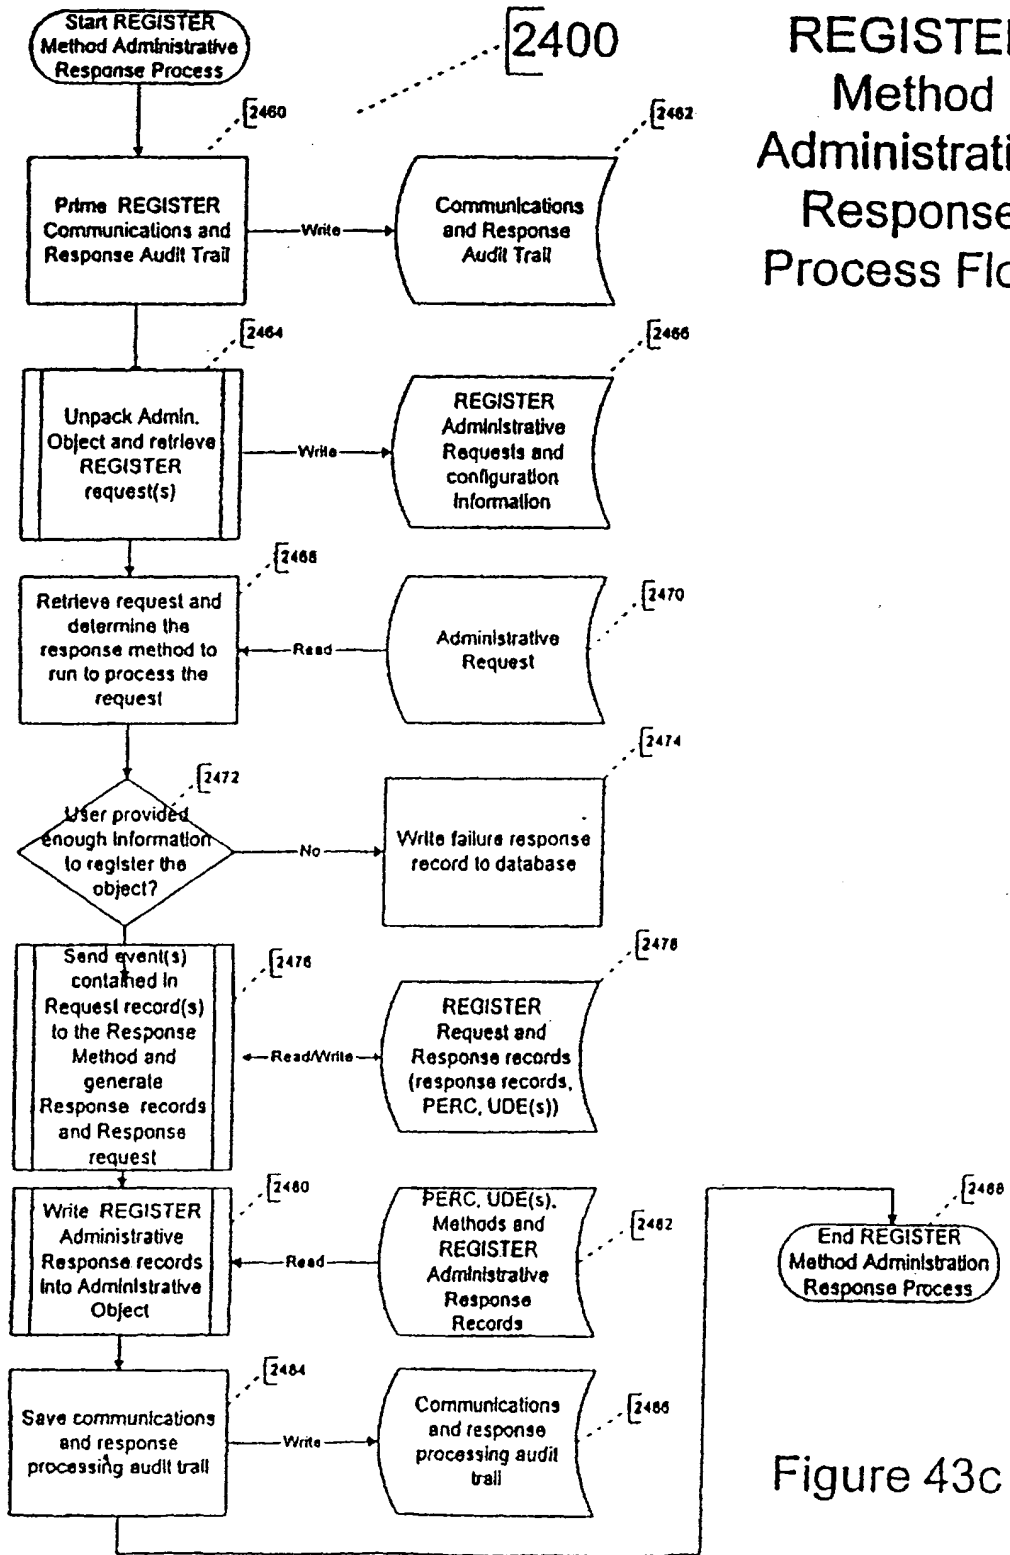 Start REGISTER
Method Administrative
Response Process
2400
REGISTER
Method
Administrati
Response
Process Flo
2460
2462
Prime REGISTER
Communications and
Response Audit Trail
Write
Communications
and Response
Audit Trail
2464
2466
Unpack Admin.
Object and retrieve
REGISTER
request(s)
Write
REGISTER
Administrative
Requests and
configuration
Information
2468
2470
Retrieve request and
determine the
response method to
run to process the
request
Read
Administrative
Request
2472
2474
User provided
enough Information
to register the
object?
No
Write failure response
record to database
2476
2478
Send event(s)
contained in
Request record(s)
to the Response
Method and
generate
Response records
and Response
request
Read/Write
REGISTER
Request and
Response records
(response records,
PERC, UDE(s))
2480
2482
Write REGISTER
Administrative
Response records
into Administrative
Object
Read
PERC, UDE(s),
Methods and
REGISTER
Administrative
Response
Records
2488
End REGISTER
Method Administration
Response Process
2484
2486
Save communications
and response
processing audit trail
Write
Communications
and response
processing audit
trail
Figure 43c